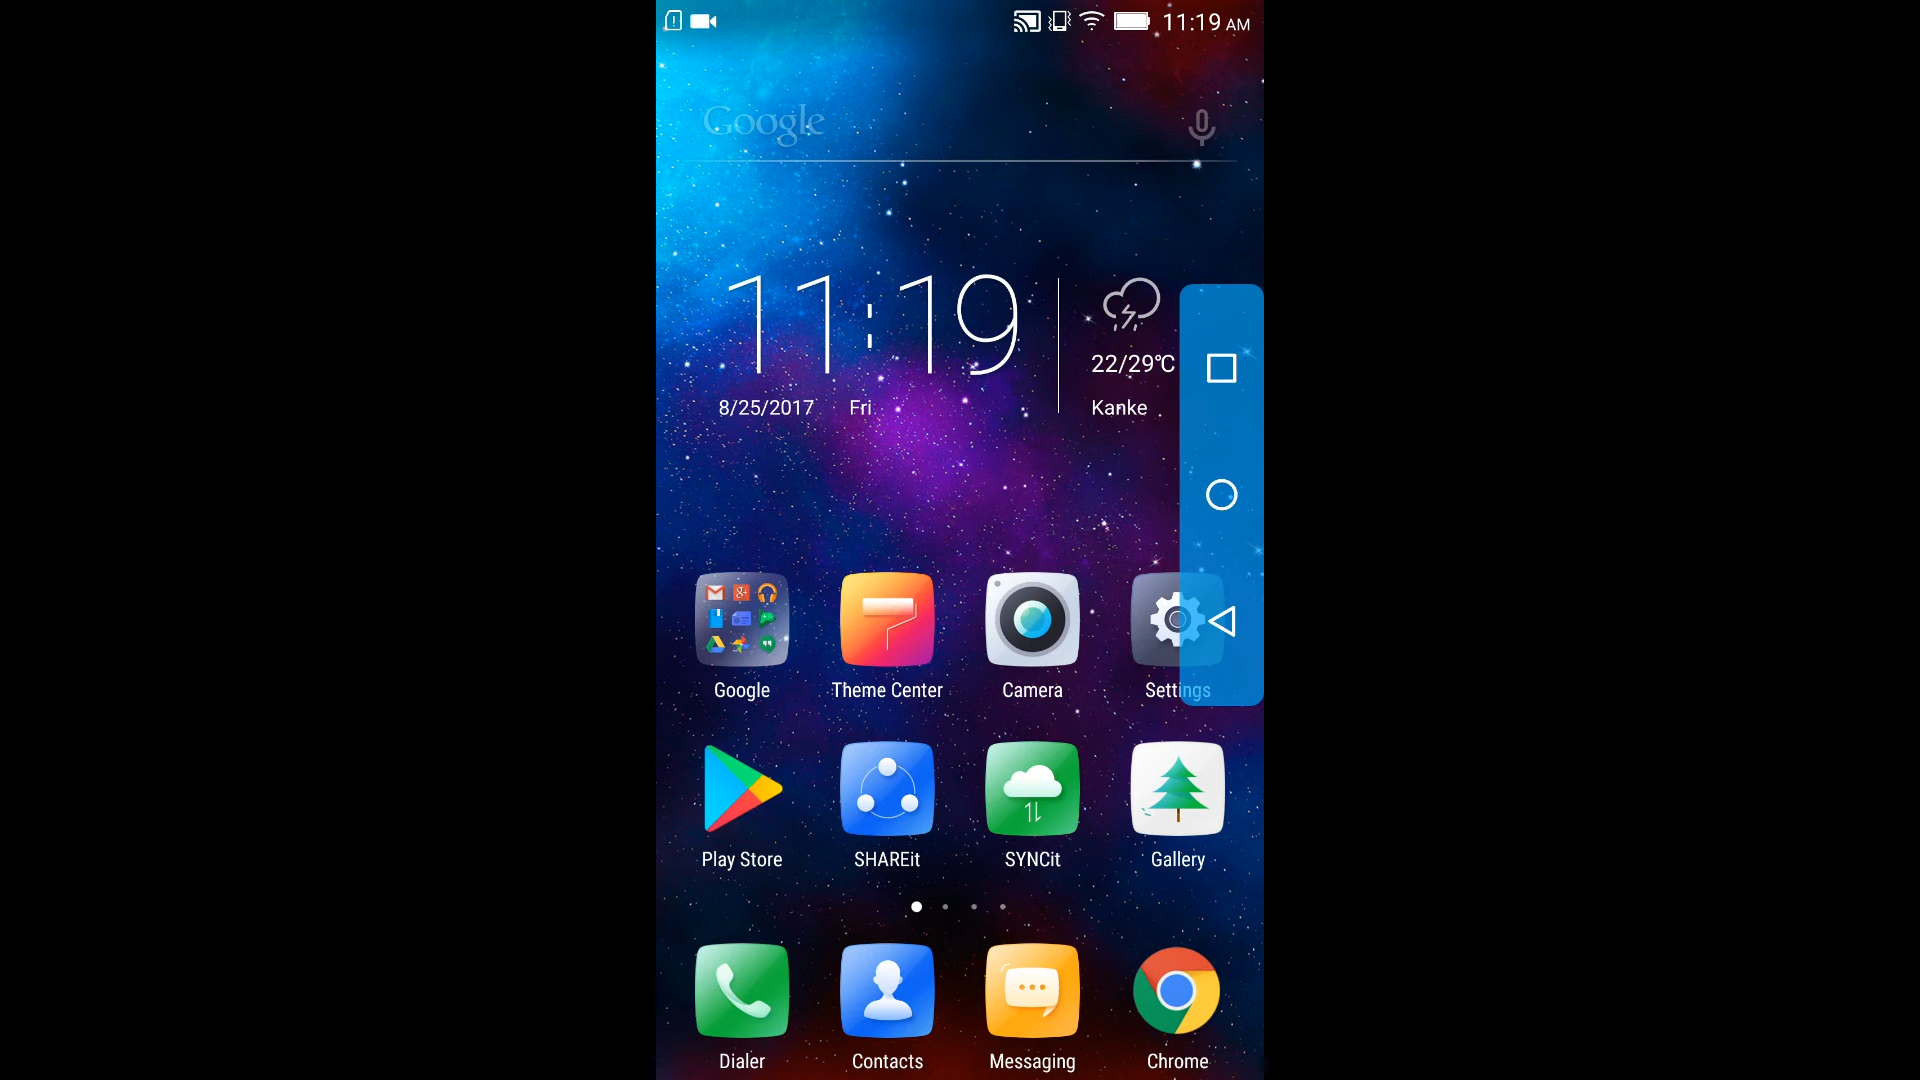 11:19 AM
Google
11:19
22/29°C
8/25/2017 Fri
Kanke
Google
Theme Center
Camera
Settings
Play Store
SHAREit
SYNCit
Gallery
Dialer
Contacts
Messaging
Chrome